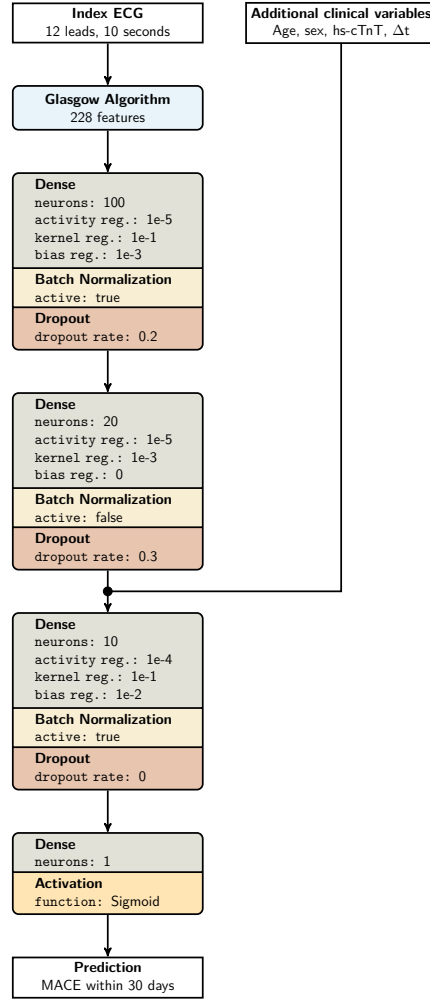 Index ECG
12 leads, 10 seconds
Additional clinical variables
Age, sex, hs-cTnT, Δt
Glasgow Algorithm
228 features
Dense
neurons: 100
activity reg.: 1e-5
kernel reg.: 1e-1
bias reg.: 1e-3
Batch Normalization
active: true
Dropout
dropout rate: 0.2
Dense
neurons: 20
activity reg.: 1e-5
kernel reg.: 1e-3
bias reg.: 0
Batch Normalization
active: false
Dropout
dropout rate: 0.3
Dense
neurons: 10
activity reg.: 1e-4
kernel reg.: 1e-1
bias reg.: 1e-2
Batch Normalization
active: true
Dropout
dropout rate: 0
Dense
neurons: 1
Activation
function: Sigmoid
Prediction
MACE within 30 days